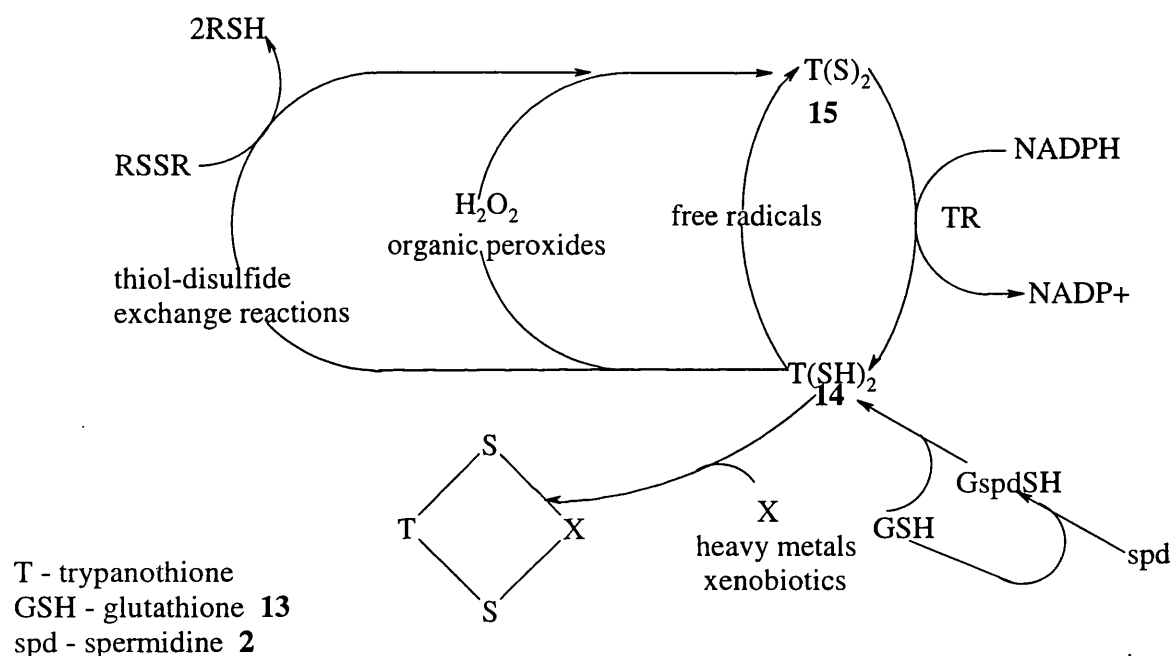 2RSH
T(S)₂
15
RSSR
NADPH
H₂O₂
organic peroxides
free radicals
TR
thiol-disulfide
exchange reactions
NADP+
T(SH)₂
14
S
GspdSH
T
X
X
GSH
heavy metals
xenobiotics
spd
S
T - trypanothione
GSH - glutathione 13
spd - spermidine 2